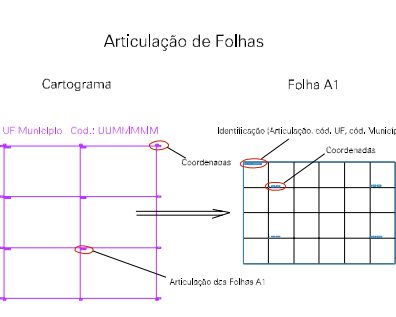 Articulação de Folhas
Cartograma
Folha A1
UF Município Cod.: UUMMMMM
Identificação (Articulação, cód. UF, cód. Municíp
Coordenadas
Coordenadas
Articulação das Folhas A1